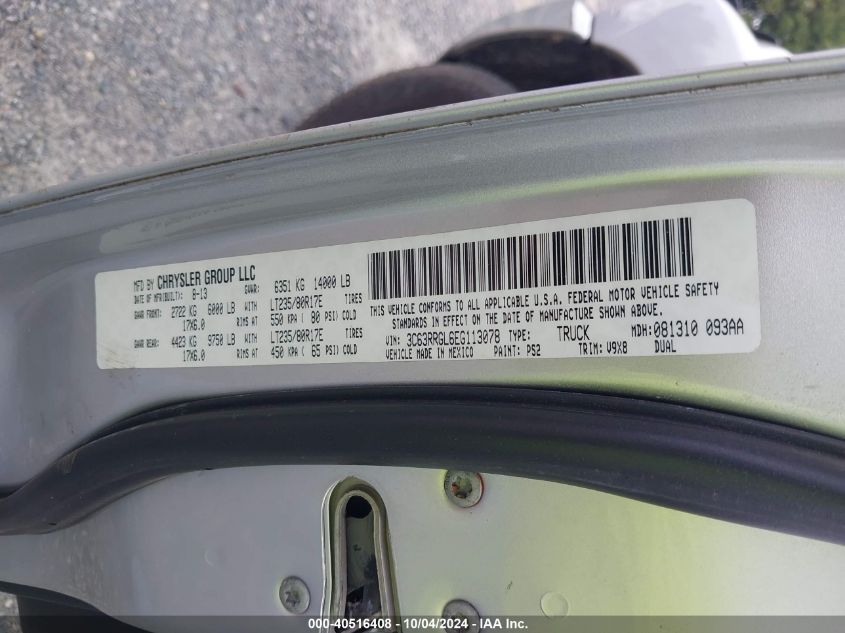 MFD BY CHRYSLER GROUP LLC
DATE OF MFR(BUILT): 8-13 GVWR: 6351 KG 14000 LB
GAWR FRONT: 2722 KG 6000 LB WITH LT235/80R17E TIRES
17X6.0 RIMS AT 550 KPA ( 80 PSI) COLD
GAWR REAR: 4423 KG 9750 LB WITH LT235/80R17E TIRES
17X6.0 RIMS AT 450 KPA ( 65 PSI) COLD
THIS VEHICLE CONFORMS TO ALL APPLICABLE U.S.A. FEDERAL MOTOR VEHICLE SAFETY
STANDARDS IN EFFECT ON THE DATE OF MANUFACTURE SHOWN ABOVE.
VIN: 3C63RRGL6EG113078 TYPE: TRUCK MDH:081310 093AA
VEHICLE MADE IN MEXICO PAINT: PS2 TRIM: V9X8 DUAL
000-40516408 - 10/04/2024 - IAA Inc.